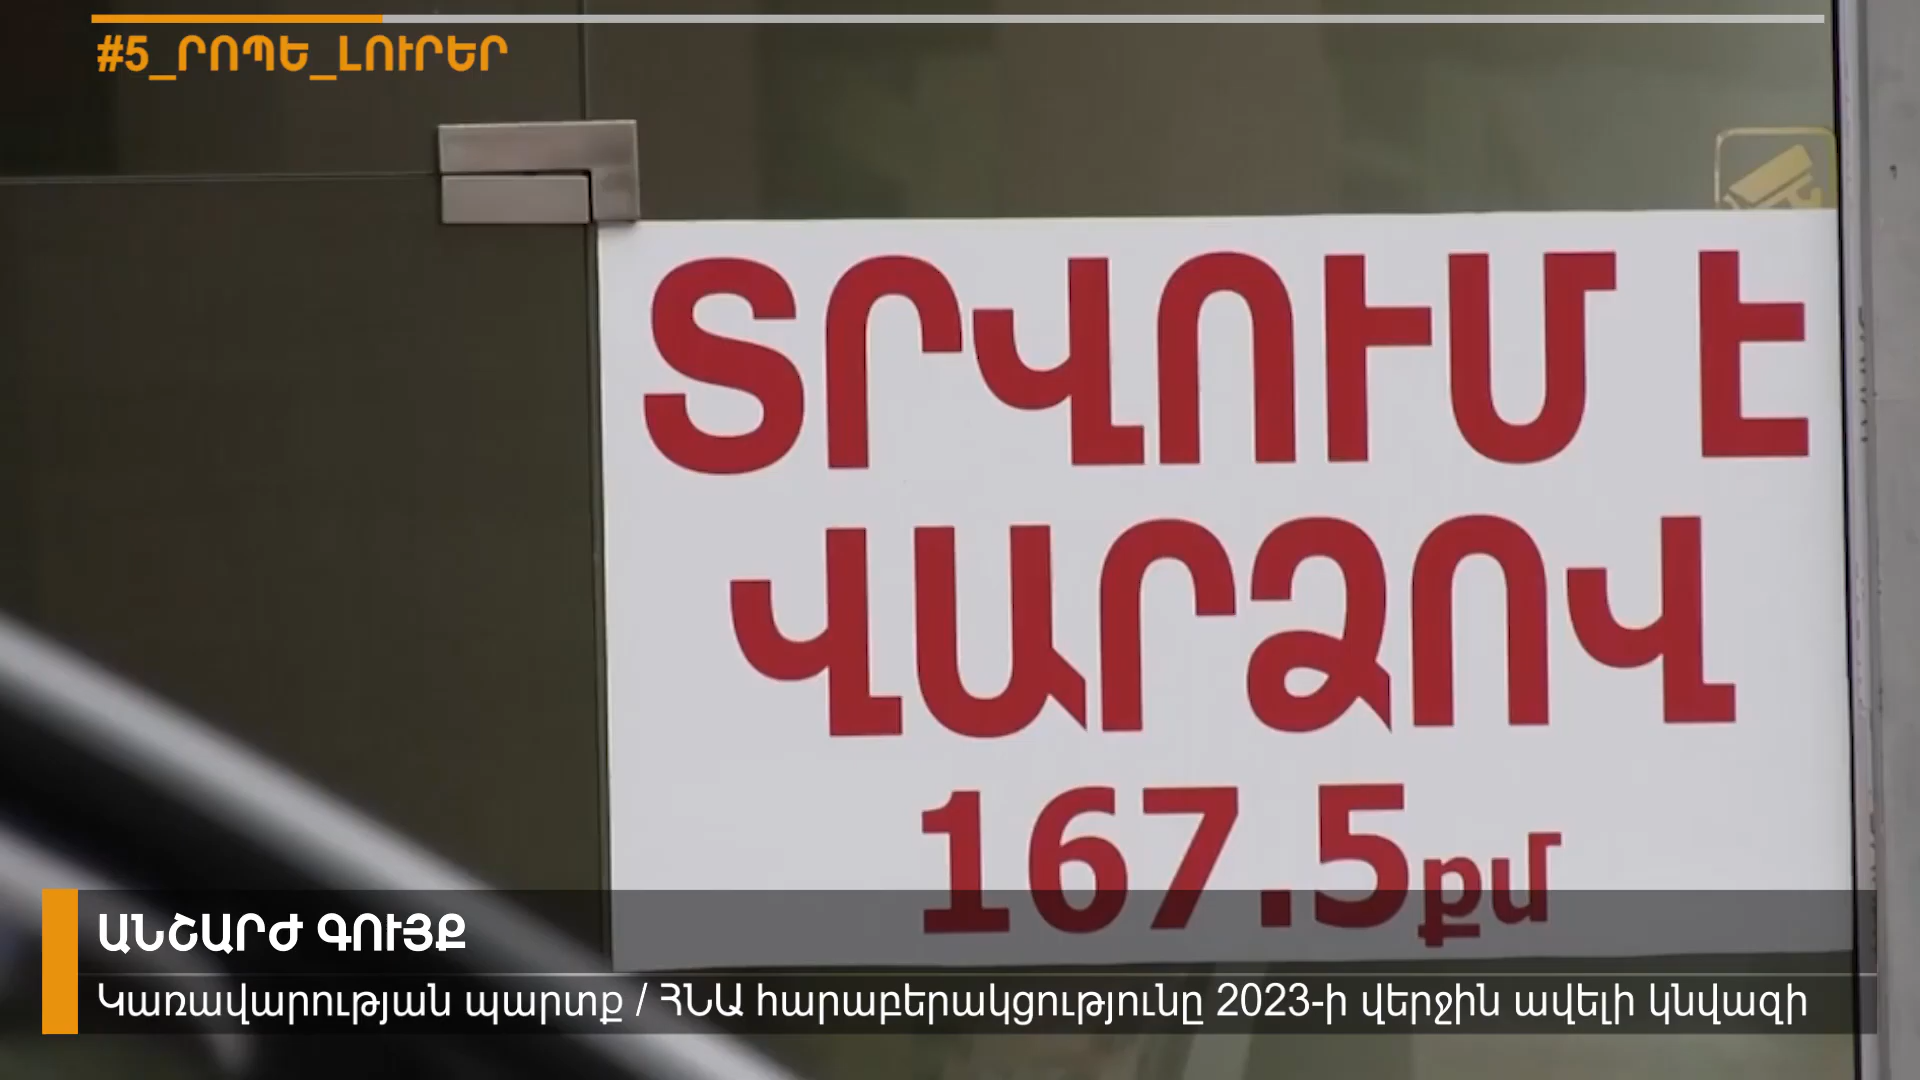 #5_ՐՈՊԵ_ԼՈՒՐԵՐ
ՏՐՎՈՒՄ Է
ՎԱՐՁՈՎ
167.5քմ
ԱՆՇԱՐԺ ԳՈՒՅՔ
Կառավարության պարտք / ՀՆԱ հարաբերակցությունը 2023-ի վերջին ավելի կնվազի